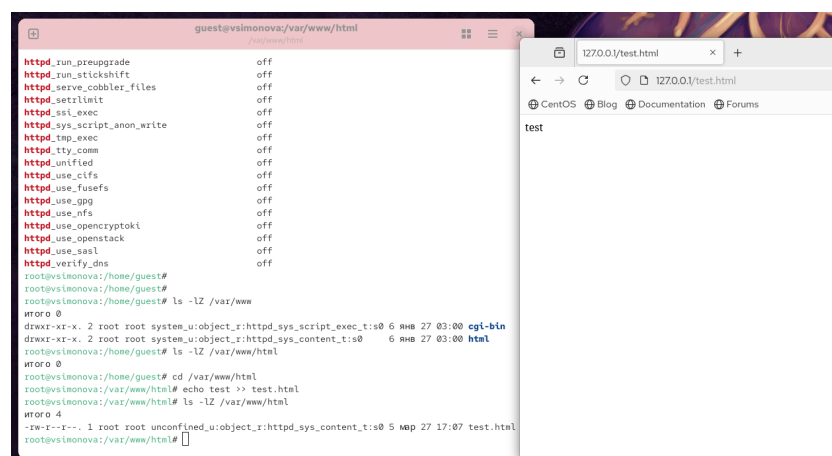 guest@vsimonova:/var/www/html
/var/www/html
httpd_run_preupgrade off
httpd_run_stickshift off
httpd_serve_cobbler_files off
httpd_setrlimit off
httpd_ssi_exec off
httpd_sys_script_anon_write off
httpd_tmp_exec off
httpd_tty_comm off
httpd_unified off
httpd_use_cifs off
httpd_use_fusefs off
httpd_use_gpg off
httpd_use_nfs off
httpd_use_opencryptoki off
httpd_use_openstack off
httpd_use_sasl off
httpd_verify_dns off
root@vsimonova:/home/guest#
root@vsimonova:/home/guest#
root@vsimonova:/home/guest# ls -lZ /var/www
итого 0
drwxr-xr-x. 2 root root system_u:object_r:httpd_sys_script_exec_t:s0 6 янв 27 03:00 cgi-bin
drwxr-xr-x. 2 root root system_u:object_r:httpd_sys_content_t:s0 6 янв 27 03:00 html
root@vsimonova:/home/guest# ls -lZ /var/www/html
итого 0
root@vsimonova:/home/guest# cd /var/www/html
root@vsimonova:/var/www/html# echo test >> test.html
root@vsimonova:/var/www/html# ls -lZ /var/www/html
итого 4
-rw-r--r--. 1 root root unconfined_u:object_r:httpd_sys_content_t:s0 5 мар 27 17:07 test.html
root@vsimonova:/var/www/html#
127.0.0.1/test.html
127.0.0.1/test.html
CentOS Blog Documentation Forums
test